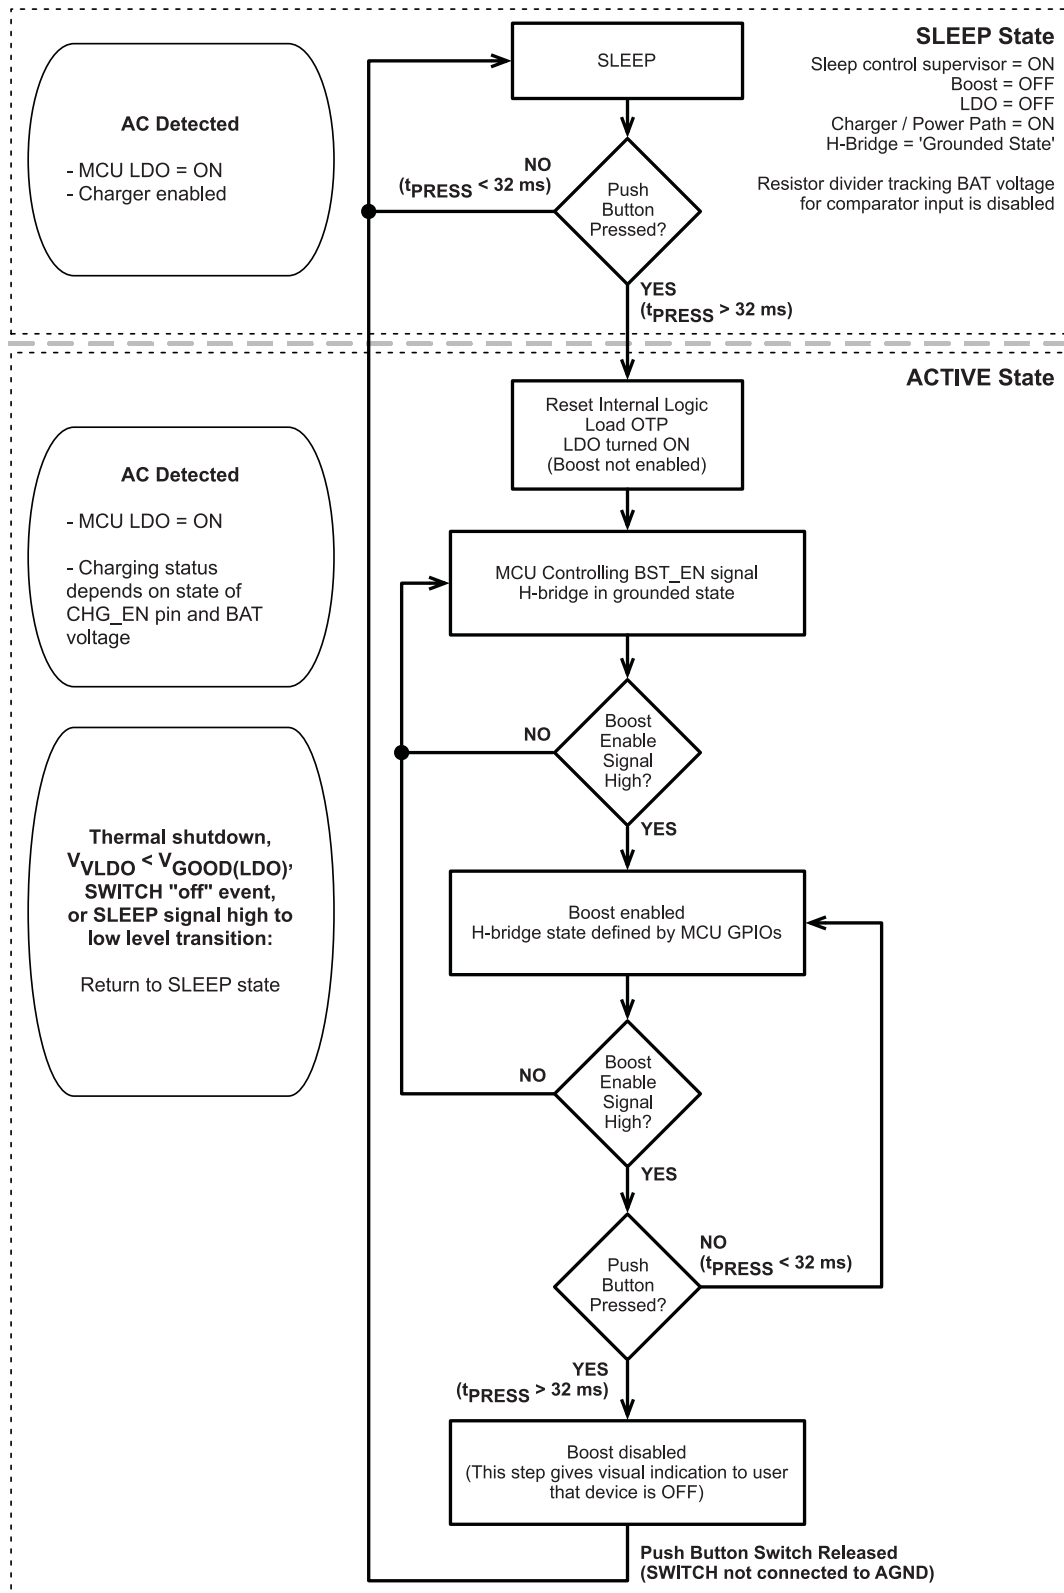 SLEEP State
Sleep control supervisor = ON
Boost = OFF
LDO = OFF
Charger / Power Path = ON
H-Bridge = 'Grounded State'
Resistor divider tracking BAT voltage
for comparator input is disabled
AC Detected
- MCU LDO = ON
- Charger enabled
SLEEP
NO
(tPRESS < 32 ms)
Push
Button
Pressed?
YES
(tPRESS > 32 ms)
ACTIVE State
AC Detected
- MCU LDO = ON
- Charging status
depends on state of
CHG_EN pin and BAT
voltage
Thermal shutdown,
VVLDO < VGOOD(LDO),
SWITCH "off" event,
or SLEEP signal high to
low level transition:
Return to SLEEP state
Reset Internal Logic
Load OTP
LDO turned ON
(Boost not enabled)
MCU Controlling BST_EN signal
H-bridge in grounded state
Boost
Enable
Signal
High?
NO
YES
Boost enabled
H-bridge state defined by MCU GPIOs
Boost
Enable
Signal
High?
NO
YES
Push
Button
Pressed?
NO
(tPRESS < 32 ms)
YES
(tPRESS > 32 ms)
Boost disabled
(This step gives visual indication to user
that device is OFF)
Push Button Switch Released
(SWITCH not connected to AGND)